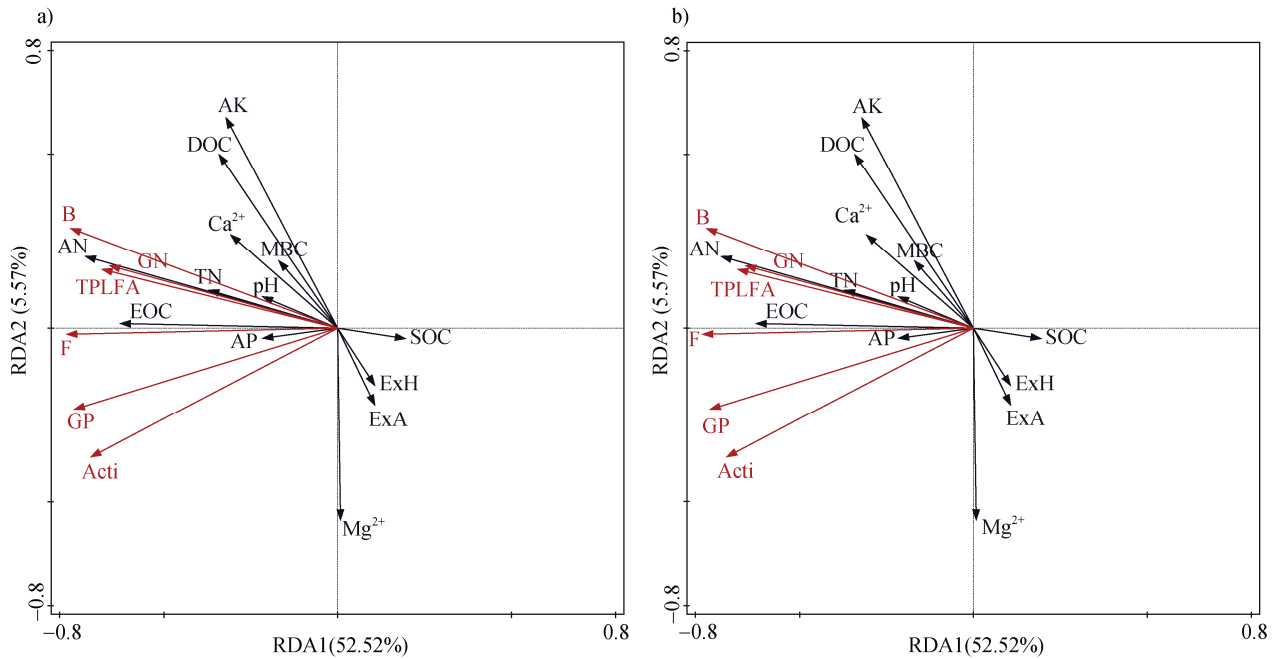 a)
0.8
AK
DOC
B
Ca²⁺
AN
GN
MBC
TPLFA
TN
pH
EOC
F
AP
SOC
ExH
GP
ExA
Acti
Mg²⁺
RDA2 (5.57%)
–0.8
–0.8
0.8
RDA1(52.52%)
b)
0.8
AK
DOC
B
Ca²⁺
AN
GN
MBC
TPLFA
TN
pH
EOC
F
AP
SOC
ExH
GP
ExA
Acti
Mg²⁺
RDA2 (5.57%)
–0.8
–0.8
0.8
RDA1(52.52%)